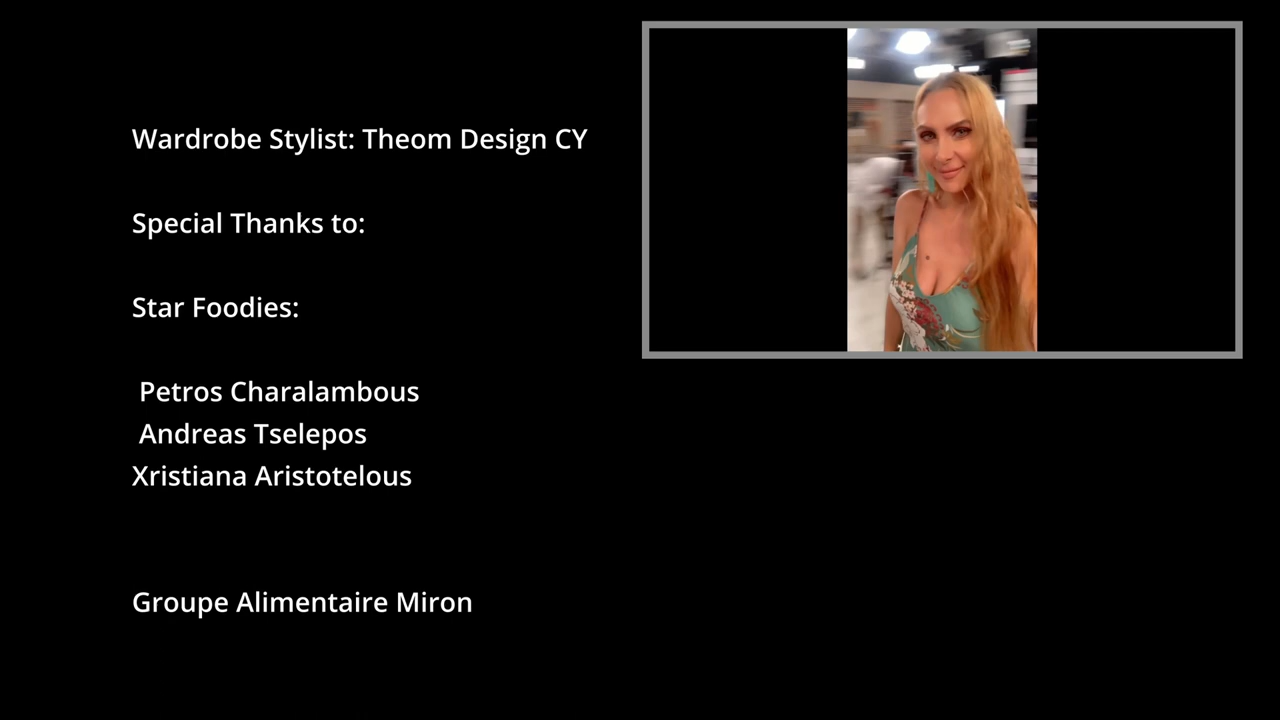 Wardrobe Stylist: Theom Design CY
Special Thanks to:
Star Foodies:
Petros Charalambous
Andreas Tselepos
Xristiana Aristotelous
Groupe Alimentaire Miron